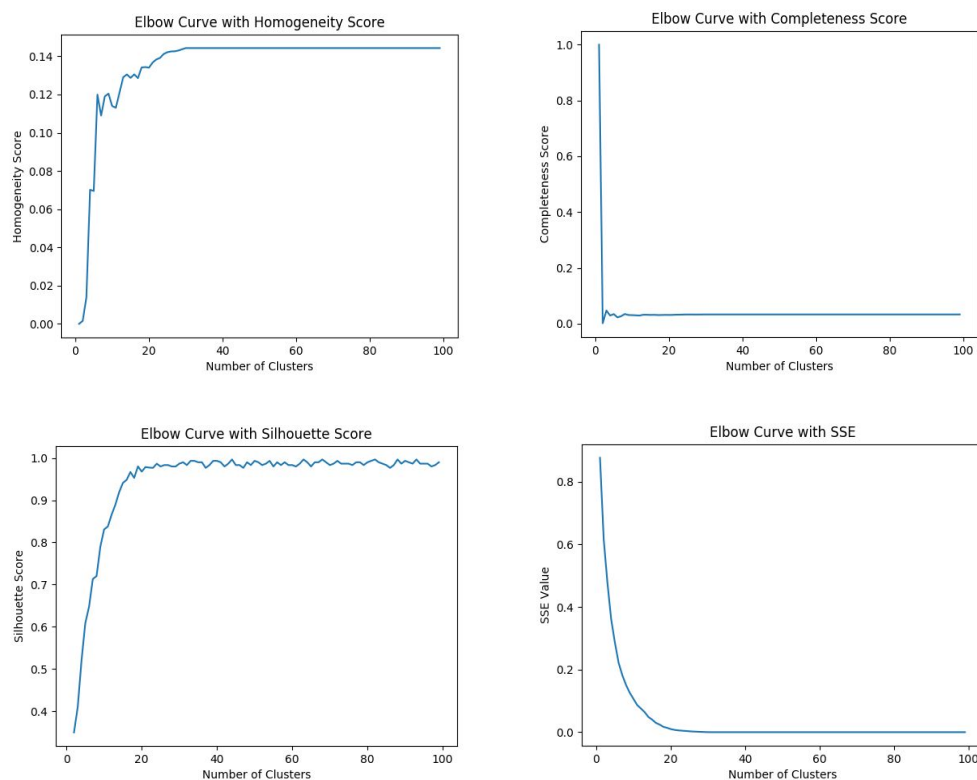 Elbow Curve with Homogeneity Score
Homogeneity Score
0.14
0.12
0.10
0.08
0.06
0.04
0.02
0.00
0 20 40 60 80 100
Number of Clusters
Elbow Curve with Completeness Score
Completeness Score
1.0
0.8
0.6
0.4
0.2
0.0
0 20 40 60 80 100
Number of Clusters
Elbow Curve with Silhouette Score
Silhouette Score
1.0
0.9
0.8
0.7
0.6
0.5
0.4
0 20 40 60 80 100
Number of Clusters
Elbow Curve with SSE
SSE Value
0.8
0.6
0.4
0.2
0.0
0 20 40 60 80 100
Number of Clusters